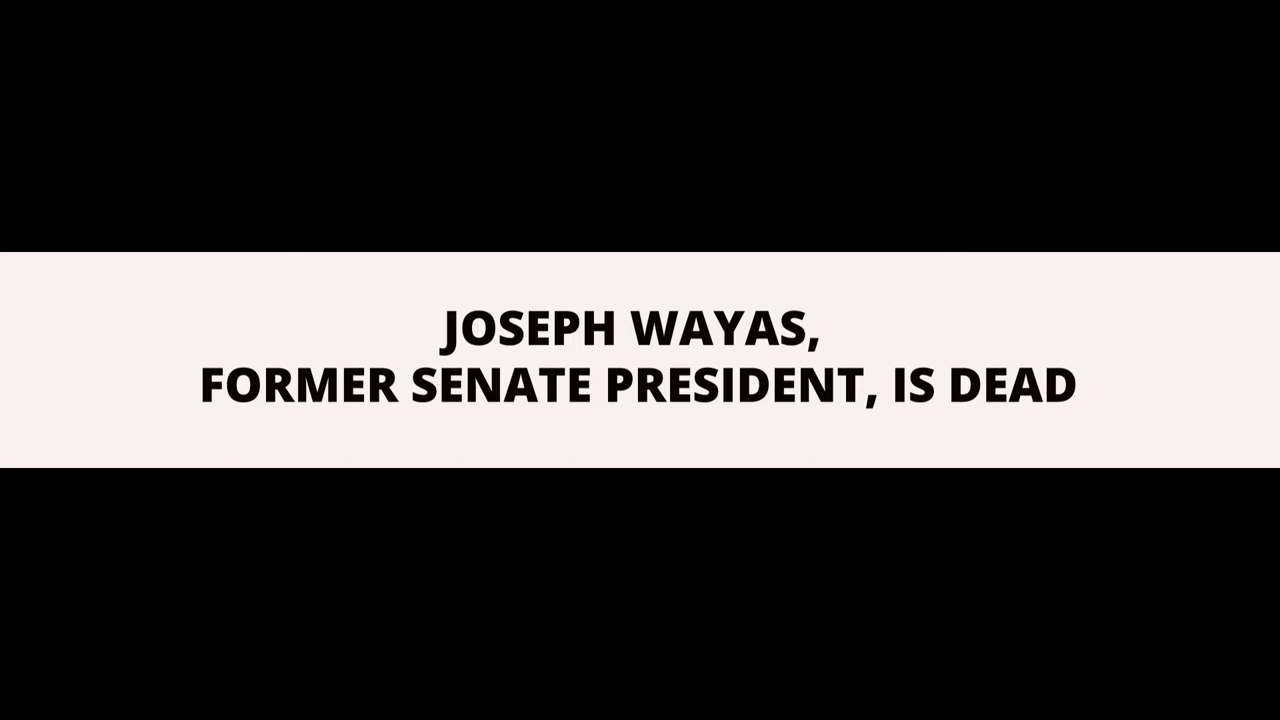 JOSEPH WAYAS,
FORMER SENATE PRESIDENT, IS DEAD